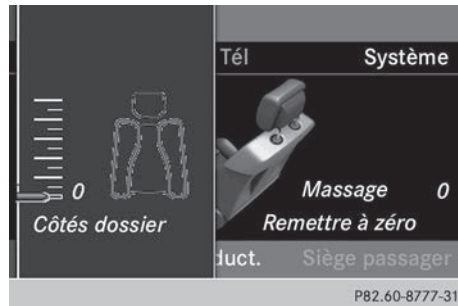 Tél Système
0
Côtés dossier
Massage 0
Remettre à zéro
duct. Siège passager
P82.60-8777-31